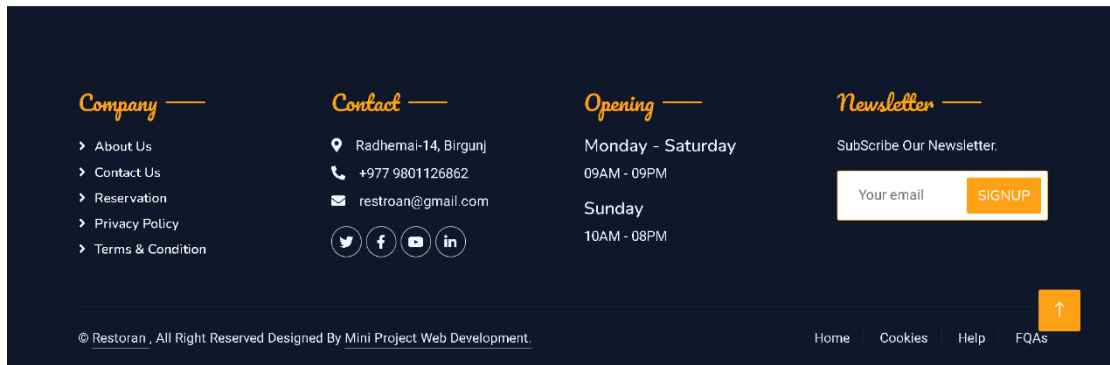 Company
About Us
Contact Us
Reservation
Privacy Policy
Terms & Condition
Contact
Radhemai-14, Birgunj
+977 9801126862
restroan@gmail.com
Opening
Monday - Saturday
09AM - 09PM
Sunday
10AM - 08PM
Newsletter
SubScribe Our Newsletter.
Your email SIGNUP
© Restoran , All Right Reserved Designed By Mini Project Web Development.
Home Cookies Help FQAs